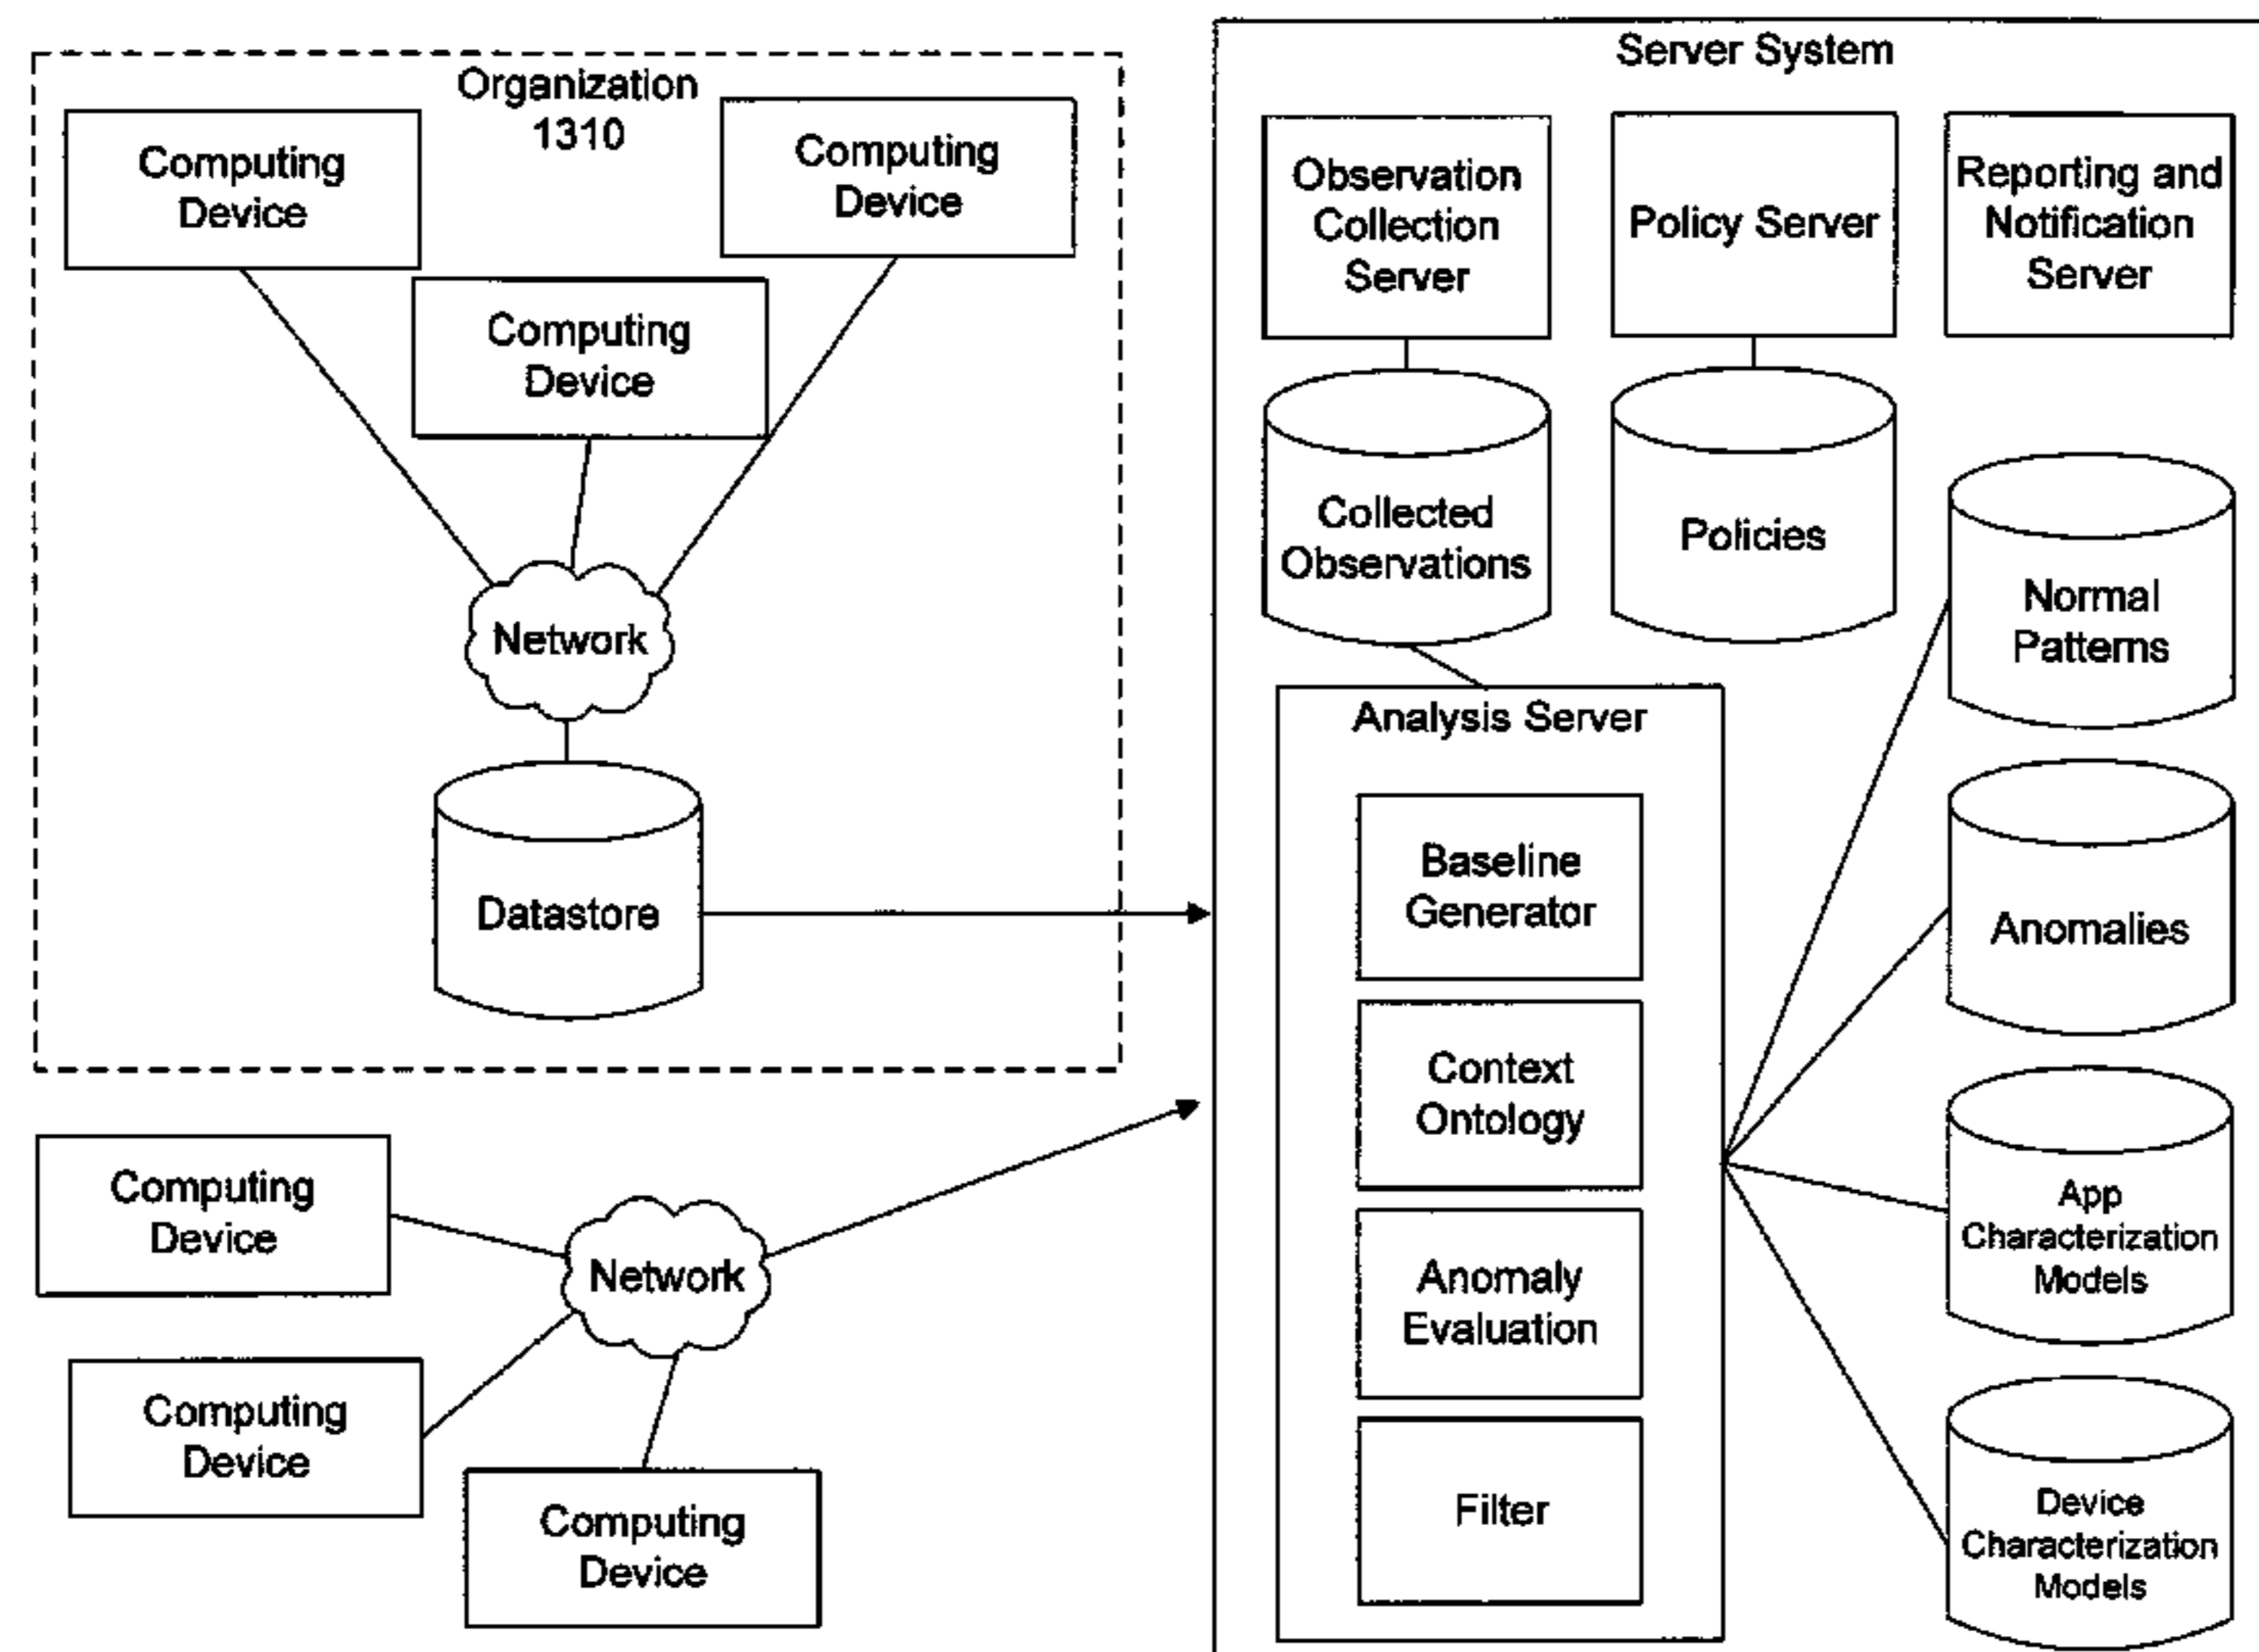 Organization
1310
Computing
Device
Computing
Device
Computing
Device
Network
Datastore
Computing
Device
Network
Computing
Device
Computing
Device
Server System
Observation
Collection
Server
Policy Server
Reporting and
Notification
Server
Collected
Observations
Policies
Normal
Patterns
Analysis Server
Baseline
Generator
Context
Ontology
Anomaly
Evaluation
Filter
Anomalies
App
Characterization
Models
Device
Characterization
Models